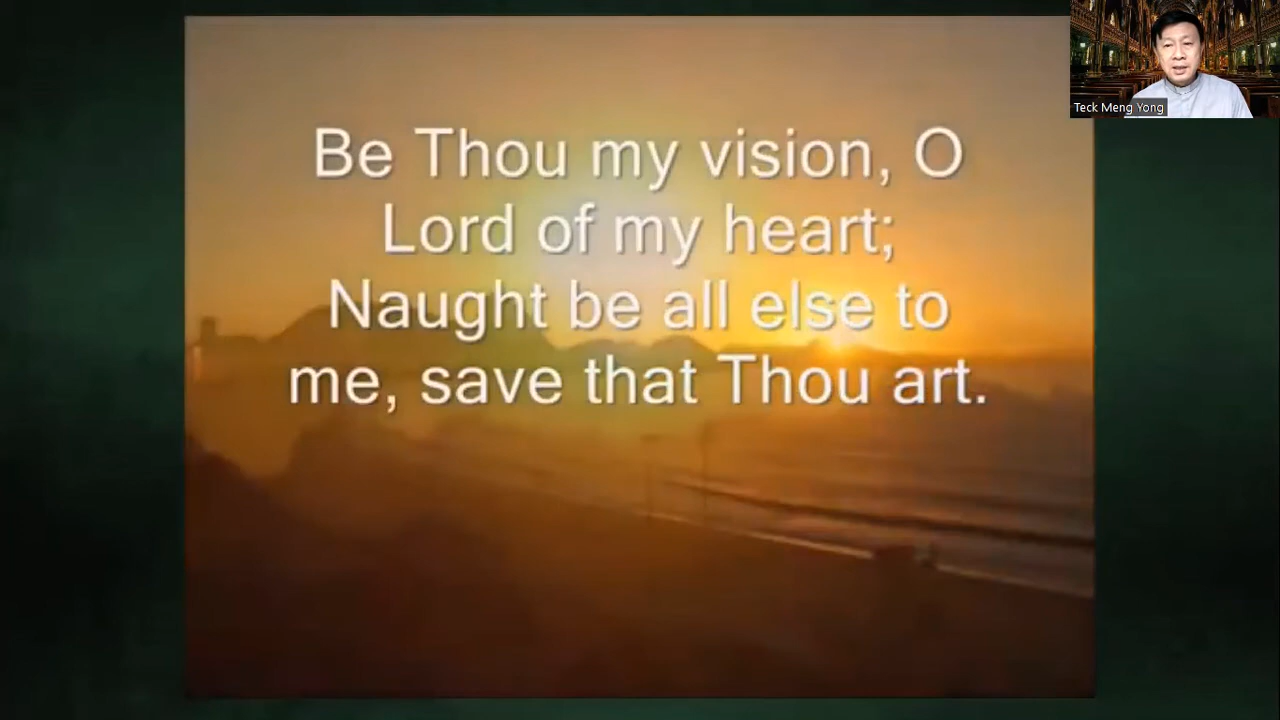 Be Thou my vision, O
Lord of my heart;
Naught be all else to
me, save that Thou art.
Teck Meng Yong